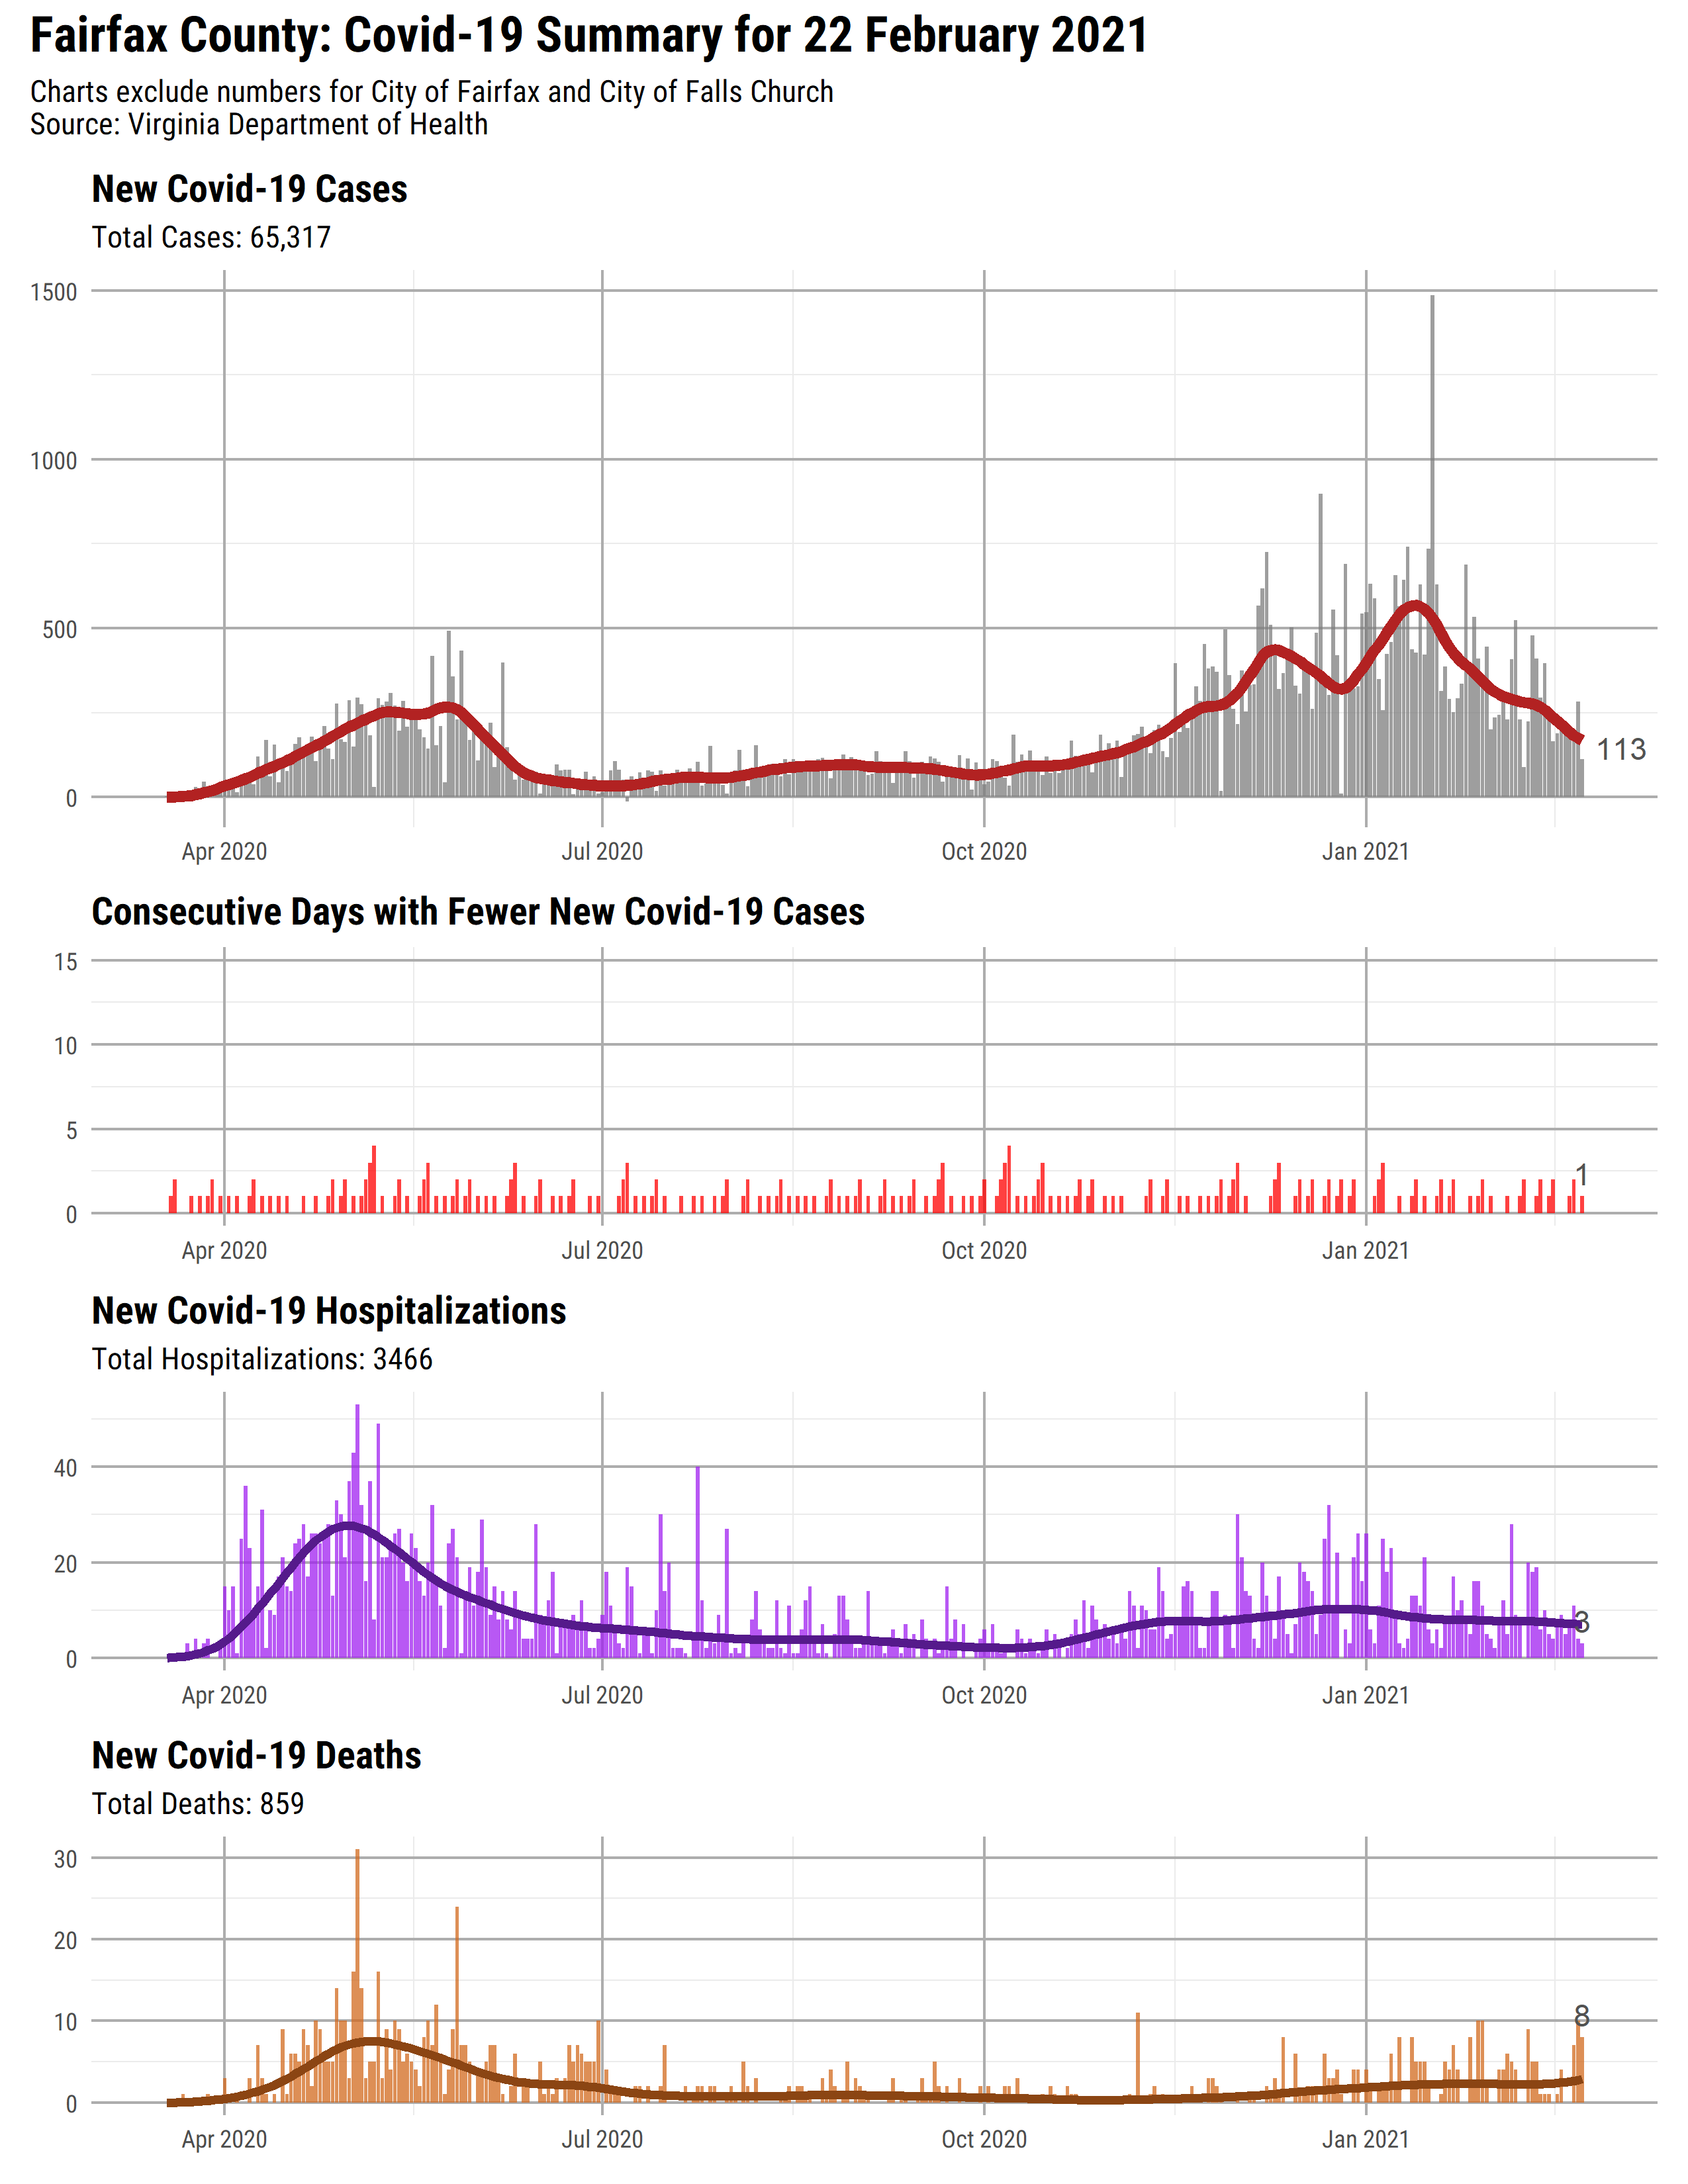 Fairfax County: Covid-19 Summary for 22 February 2021
Charts exclude numbers for City of Fairfax and City of Falls Church
Source: Virginia Department of Health
New Covid-19 Cases
Total Cases: 65,317
1500
1000
500
0
113
Apr 2020 Jul 2020 Oct 2020 Jan 2021
Consecutive Days with Fewer New Covid-19 Cases
15
10
5
0
1
Apr 2020 Jul 2020 Oct 2020 Jan 2021
New Covid-19 Hospitalizations
Total Hospitalizations: 3466
40
20
0
3
Apr 2020 Jul 2020 Oct 2020 Jan 2021
New Covid-19 Deaths
Total Deaths: 859
30
20
10
0
8
Apr 2020 Jul 2020 Oct 2020 Jan 2021